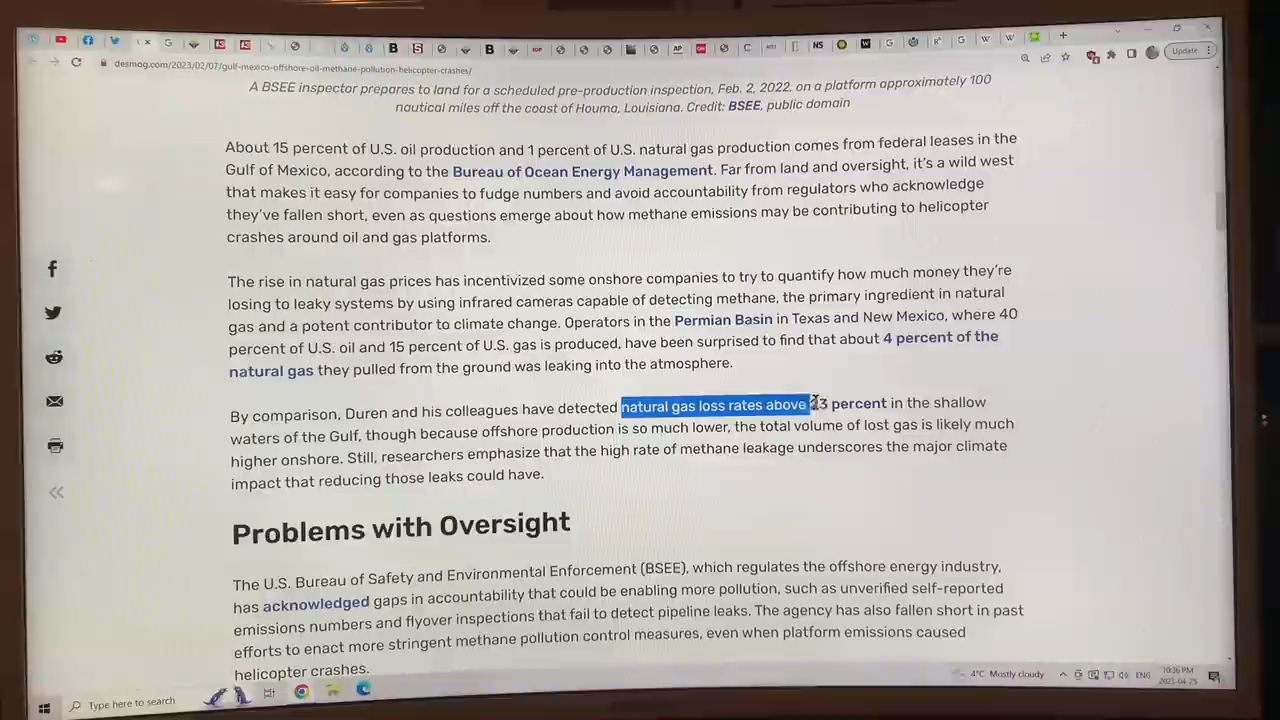 desmog.com/2023/02/07/gulf-mexico-offshore-oil-methane-pollution-helicopter-crashes/
Update
A BSEE inspector prepares to land for a scheduled pre-production inspection, Feb. 2, 2022, on a platform approximately 100
nautical miles off the coast of Houma, Louisiana. Credit: BSEE, public domain
About 15 percent of U.S. oil production and 1 percent of U.S. natural gas production comes from federal leases in the
Gulf of Mexico, according to the Bureau of Ocean Energy Management. Far from land and oversight, it's a wild west
that makes it easy for companies to fudge numbers and avoid accountability from regulators who acknowledge
they've fallen short, even as questions emerge about how methane emissions may be contributing to helicopter
crashes around oil and gas platforms.
The rise in natural gas prices has incentivized some onshore companies to try to quantify how much money they're
losing to leaky systems by using infrared cameras capable of detecting methane, the primary ingredient in natural
gas and a potent contributor to climate change. Operators in the Permian Basin in Texas and New Mexico, where 40
percent of U.S. oil and 15 percent of U.S. gas is produced, have been surprised to find that about 4 percent of the
natural gas they pulled from the ground was leaking into the atmosphere.
By comparison, Duren and his colleagues have detected natural gas loss rates above percent in the shallow
waters of the Gulf, though because offshore production is so much lower, the total volume of lost gas is likely much
higher onshore. Still, researchers emphasize that the high rate of methane leakage underscores the major climate
impact that reducing those leaks could have.
Problems with Oversight
The U.S. Bureau of Safety and Environmental Enforcement (BSEE), which regulates the offshore energy industry,
has acknowledged gaps in accountability that could be enabling more pollution, such as unverified self-reported
emissions numbers and flyover inspections that fail to detect pipeline leaks. The agency has also fallen short in past
efforts to enact more stringent methane pollution control measures, even when platform emissions caused
helicopter crashes.
Type here to search
4°C Mostly cloudy
ENG
10:36 PM
2023-04-25